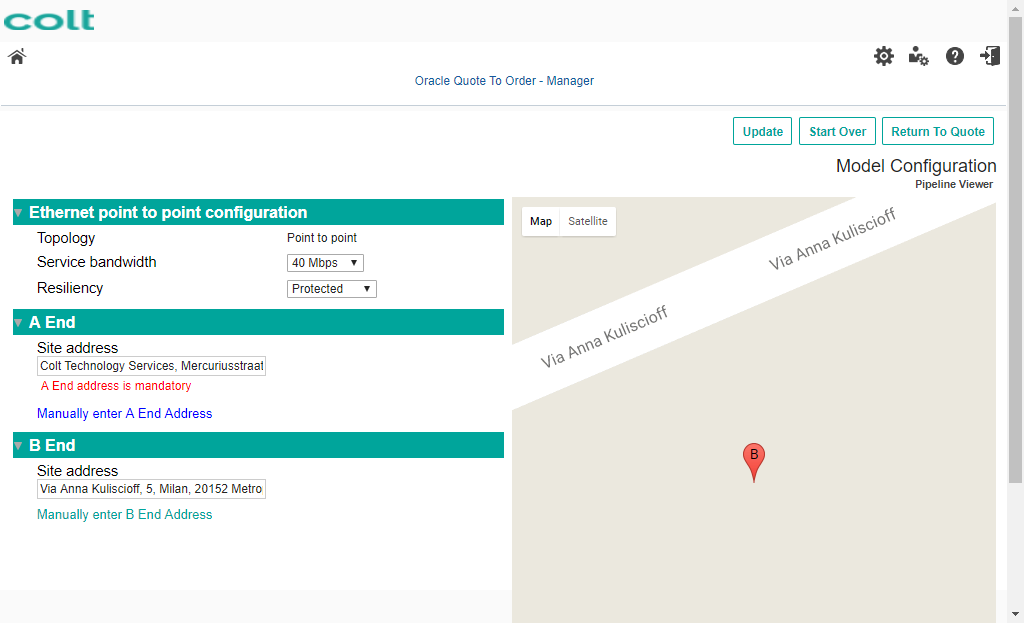 colt
Oracle Quote To Order - Manager
Update
Start Over
Return To Quote
Model Configuration
Pipeline Viewer
Ethernet point to point configuration
Topology
Point to point
Service bandwidth
40 Mbps
Resiliency
Protected
A End
Site address
Colt Technology Services, Mercuriusstraat
A End address is mandatory
Manually enter A End Address
B End
Site address
Via Anna Kuliscioff, 5, Milan, 20152 Metro
Manually enter B End Address
Map
Satellite
Via Anna Kuliscioff
Via Anna Kuliscioff
B